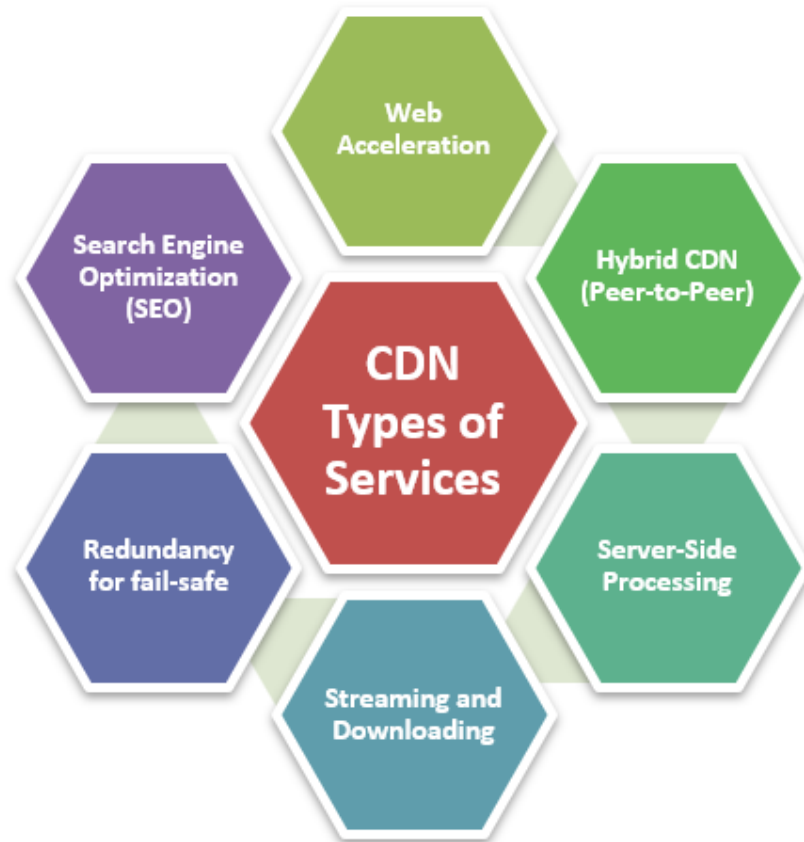 Web
Acceleration
Hybrid CDN
(Peer-to-Peer)
Server-Side
Processing
Streaming and
Downloading
Redundancy
for fail-safe
Search Engine
Optimization
(SEO)
CDN
Types of
Services